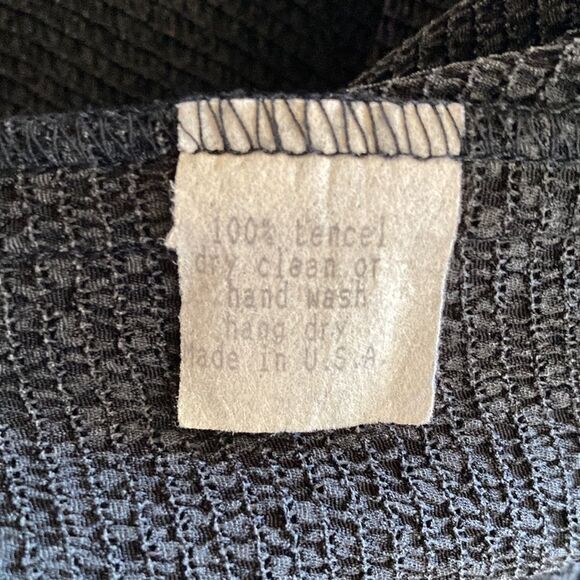 100% tencel
dry clean or
hand wash
hang dry
Made in U.S.A.